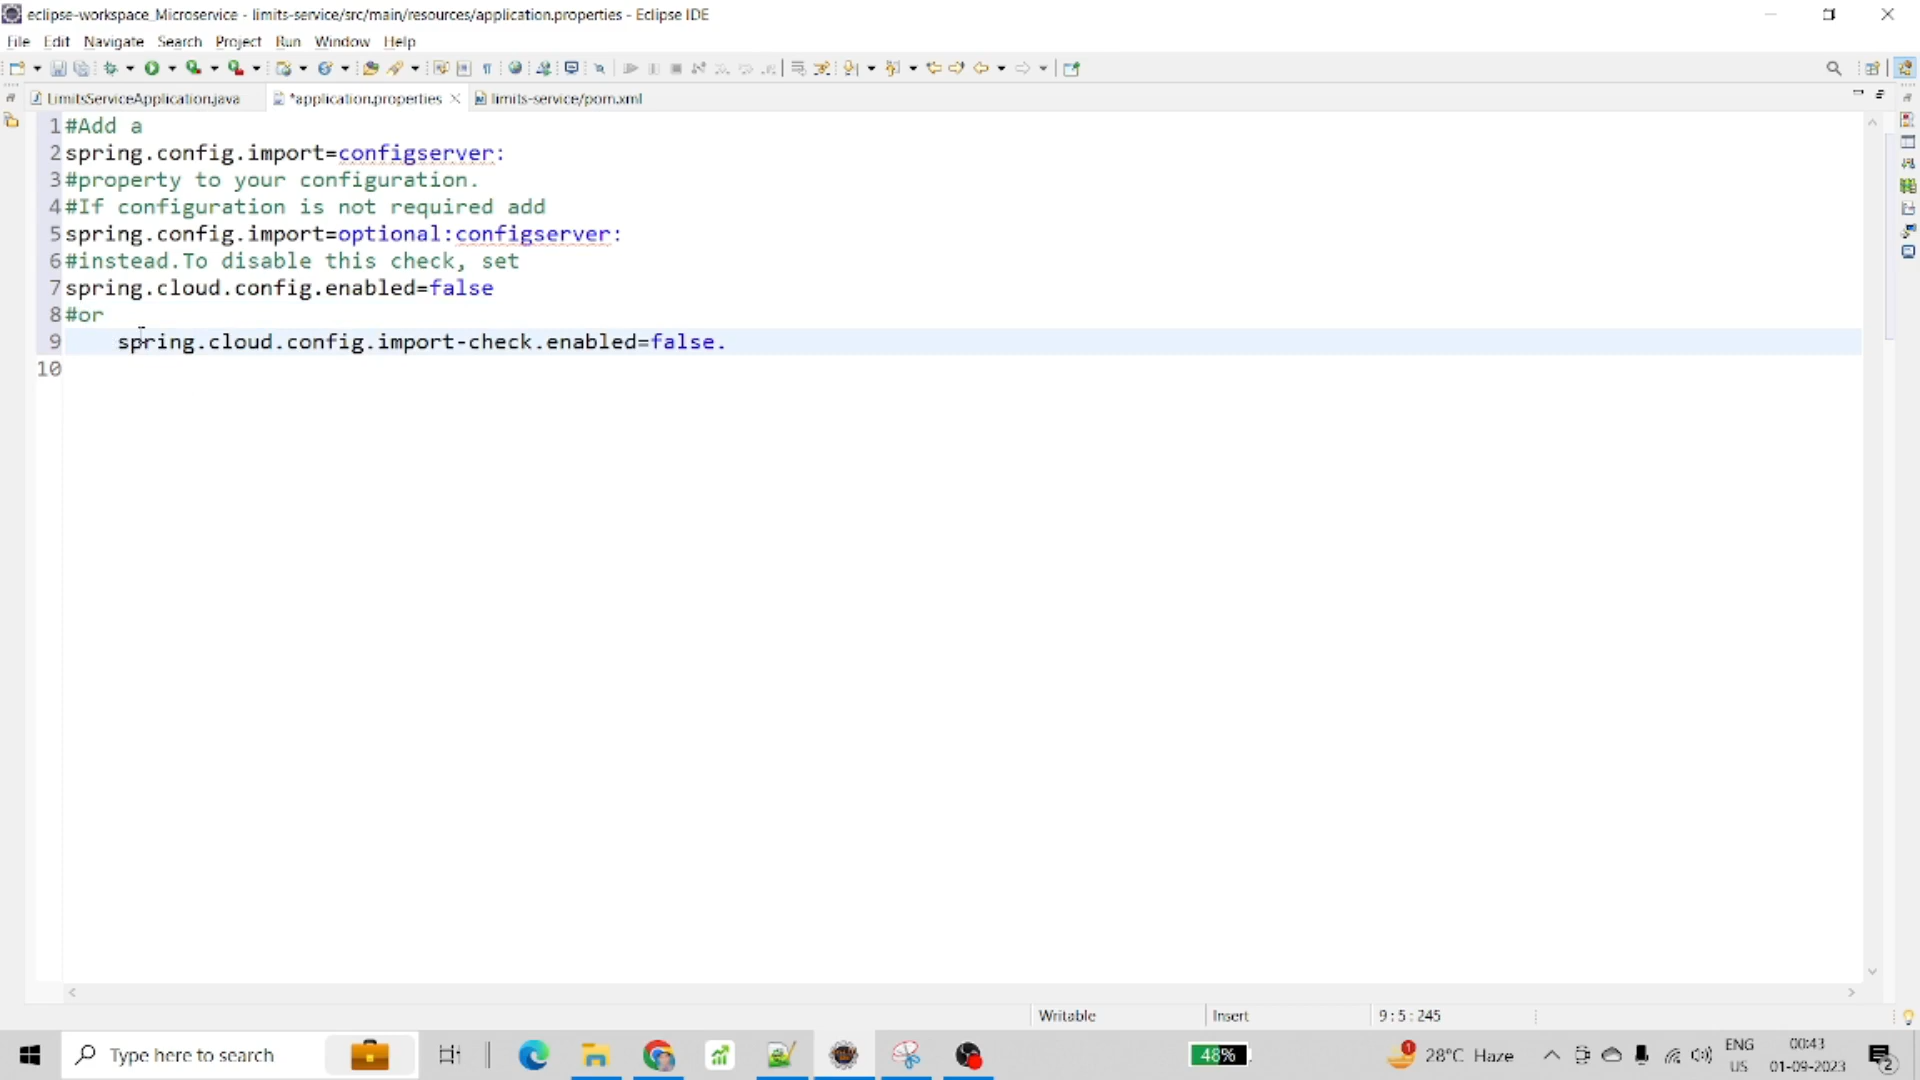 eclipse-workspace_Microservice - limits-service/src/main/resources/application.properties - Eclipse IDE
File Edit Navigate Search Project Run Window Help
LimitsServiceApplication.java *application.properties limits-service/pom.xml
1 #Add a
2 spring.config.import=configserver:
3 #property to your configuration.
4 #If configuration is not required add
5 spring.config.import=optional:configserver:
6 #instead.To disable this check, set
7 spring.cloud.config.enabled=false
8 #or
9 spring.cloud.config.import-check.enabled=false.
10
Writable Insert 9 : 5 : 245
Type here to search 48% 1 28°C Haze ENG US 00:43 01-09-2023 2